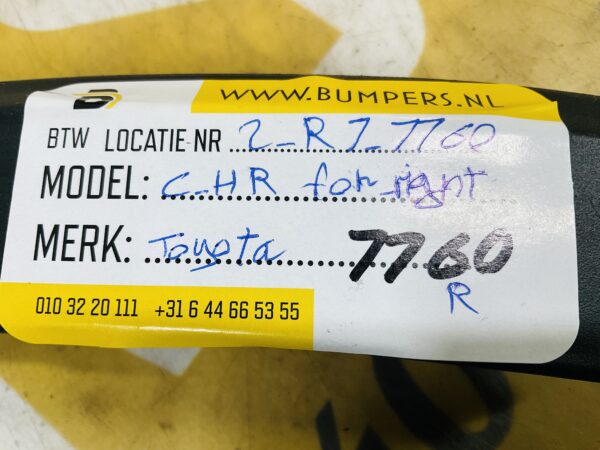 WWW.BUMPERS.NL
BTW LOCATIE NR 2-R7-7760
MODEL: C-HR for right
MERK: Toyota 7760
R
010 32 20 111 +31 6 44 66 53 55